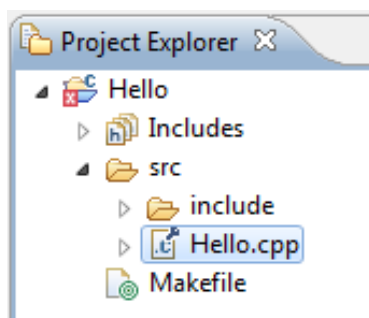 Project Explorer
Hello
Includes
src
include
Hello.cpp
Makefile